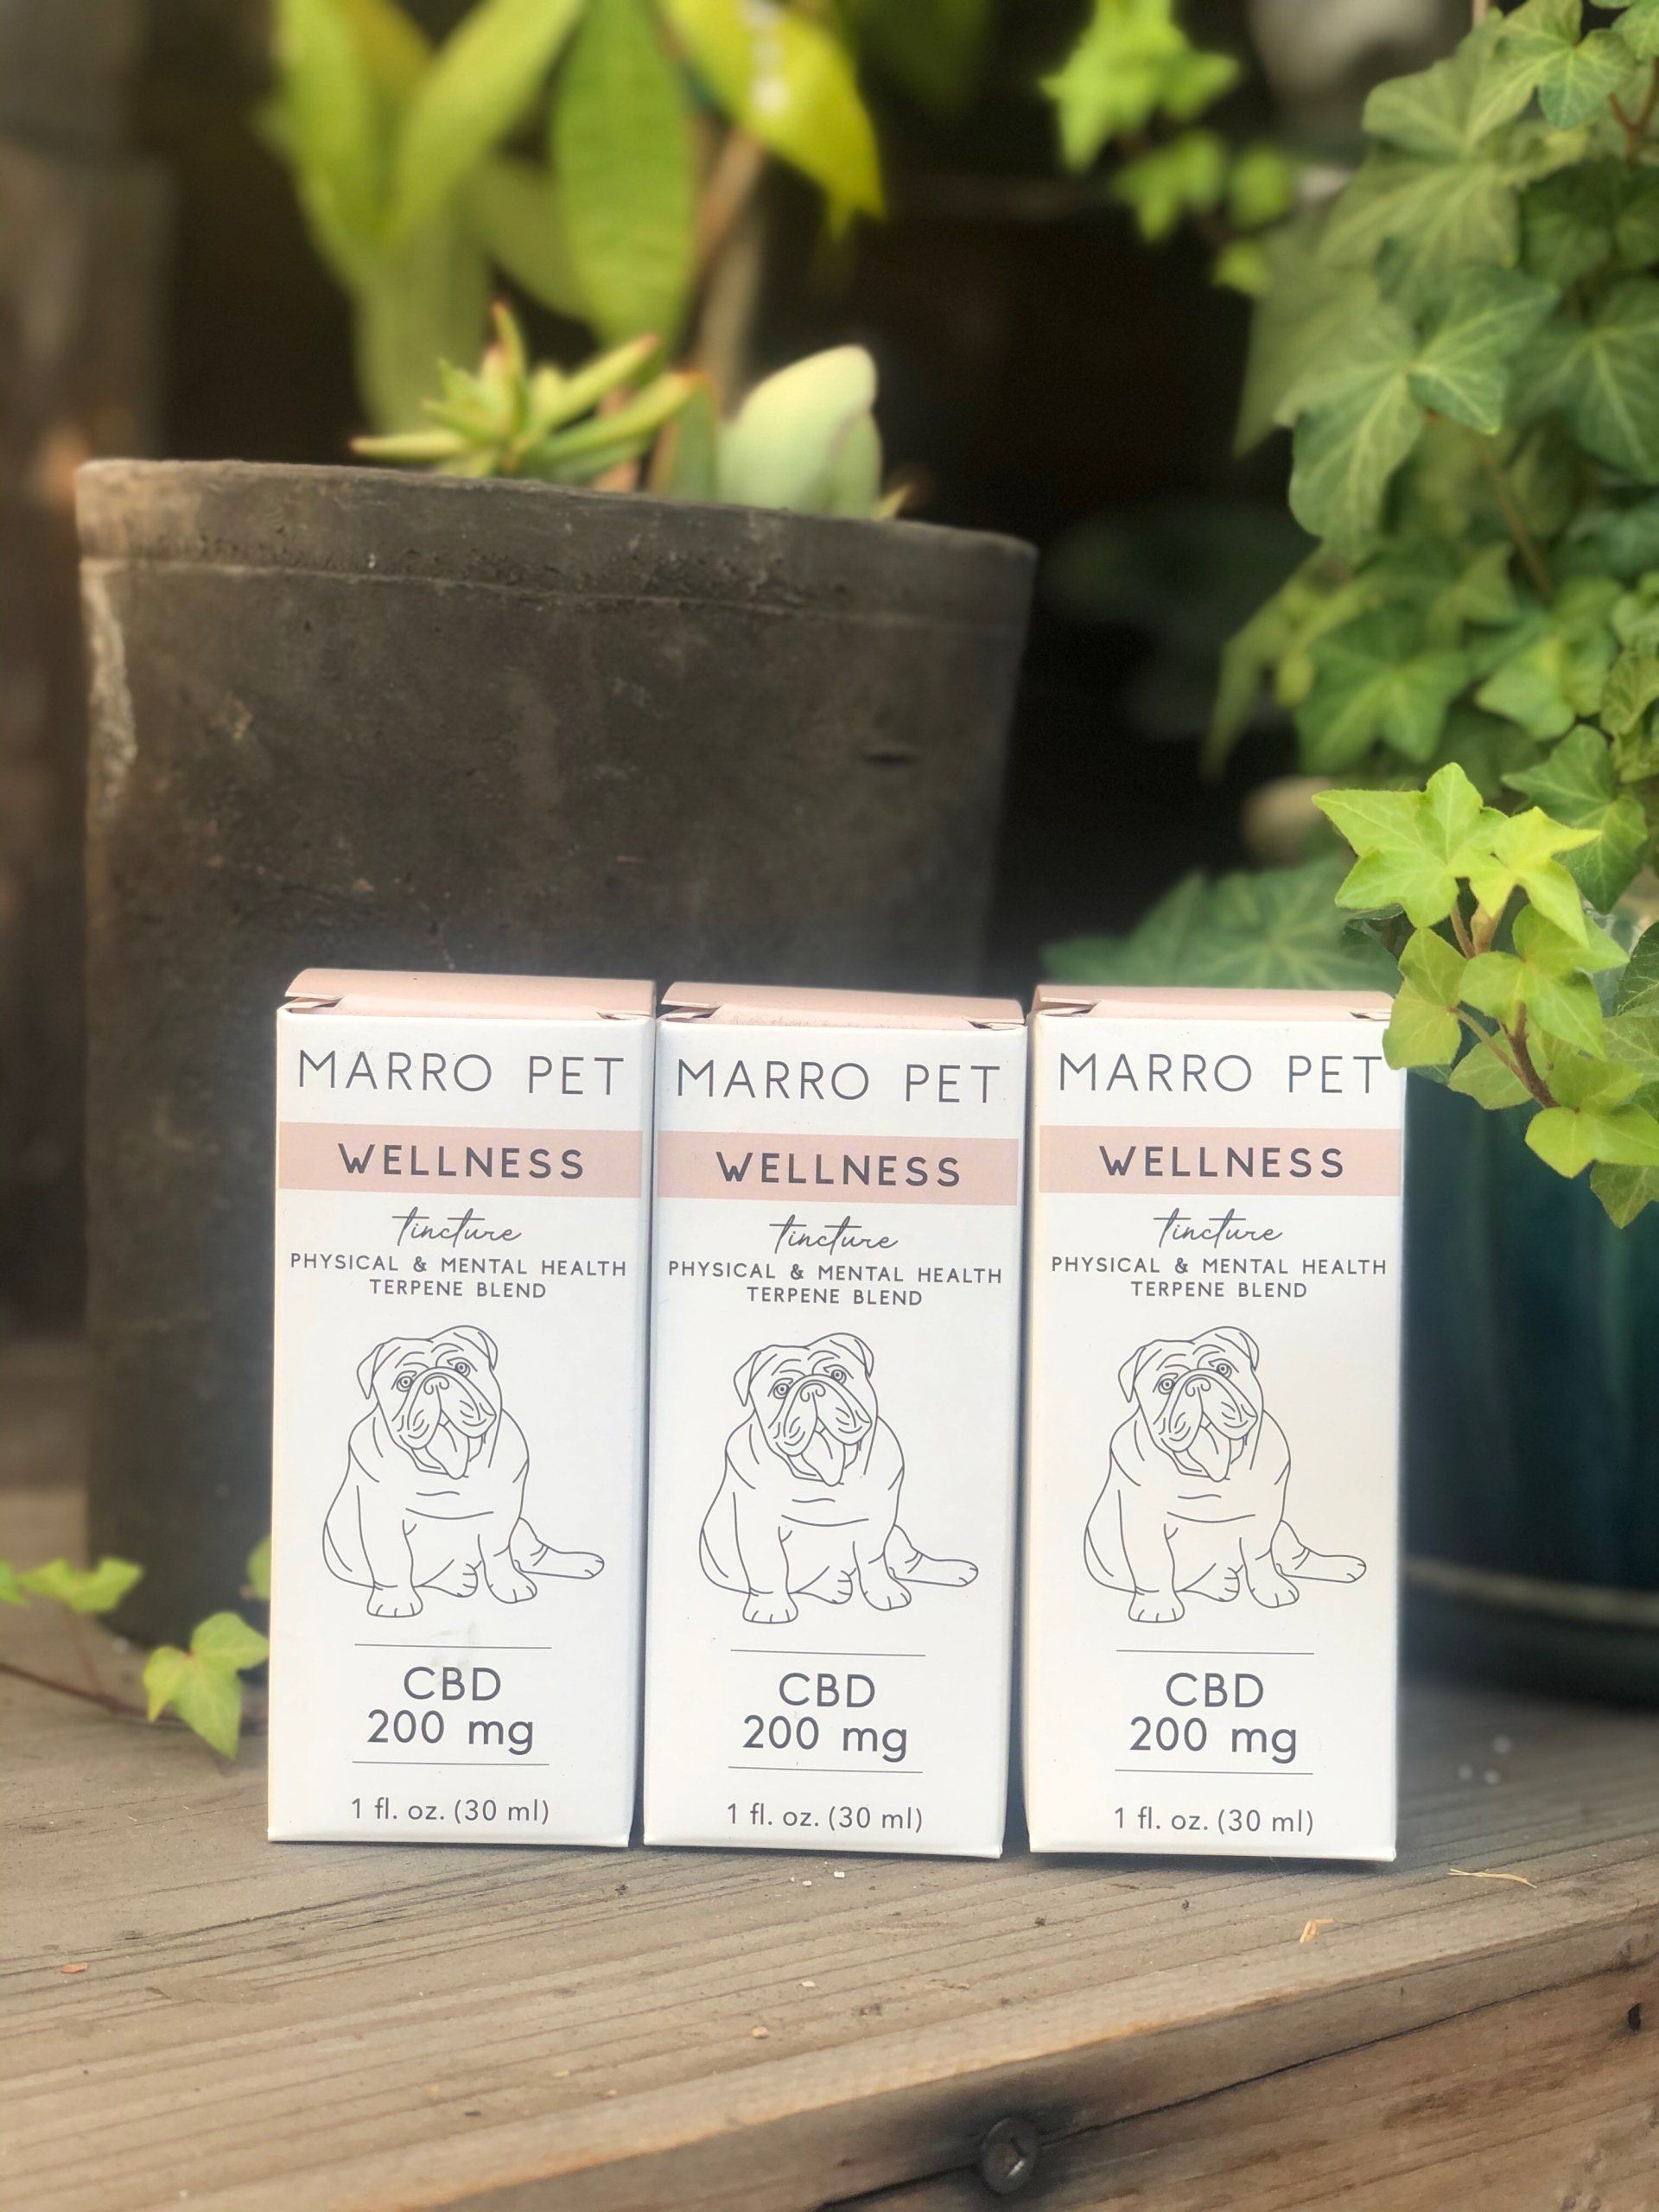 MARRO PET
WELLNESS
tincture
PHYSICAL & MENTAL HEALTH
TERPENE BLEND
CBD
200 mg
1 fl. oz. (30 ml)
MARRO PET
WELLNESS
tincture
PHYSICAL & MENTAL HEALTH
TERPENE BLEND
CBD
200 mg
1 fl. oz. (30 ml)
MARRO PET
WELLNESS
tincture
PHYSICAL & MENTAL HEALTH
TERPENE BLEND
CBD
200 mg
1 fl. oz. (30 ml)